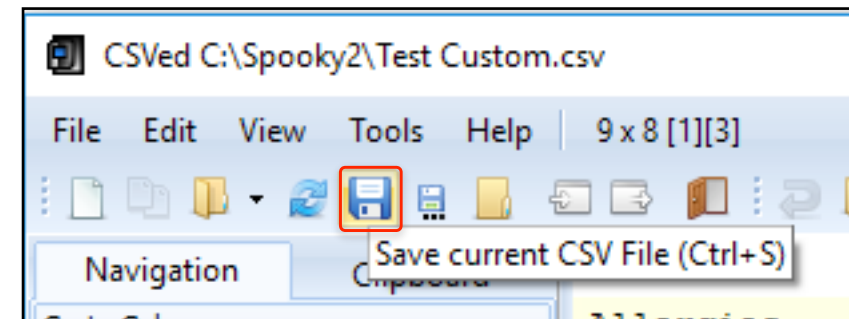 CSVed C:\Spooky2\Test Custom.csv
File Edit View Tools Help 9 x 8 [1][3]
Save current CSV File (Ctrl+S)
Navigation